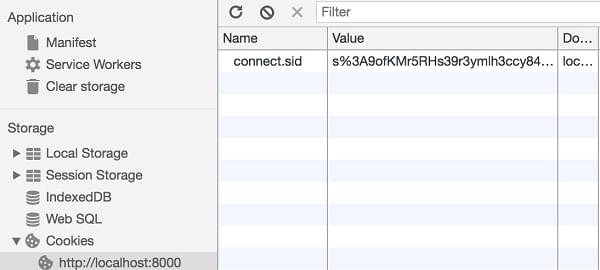 Application
Manifest
Service Workers
Clear storage
Storage
Local Storage
Session Storage
IndexedDB
Web SQL
Cookies
http://localhost:8000
Filter
Name Value Do…
connect.sid s%3A9ofKMr5RHs39r3ymlh3ccy84… loc…